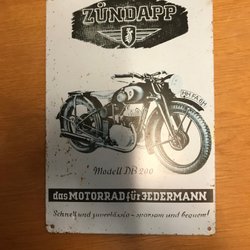 ZÜNDAPP
Modell DB 200
das MOTORRAD für JEDERMANN
Schnell und zuverlässig – sparsam und bequem!